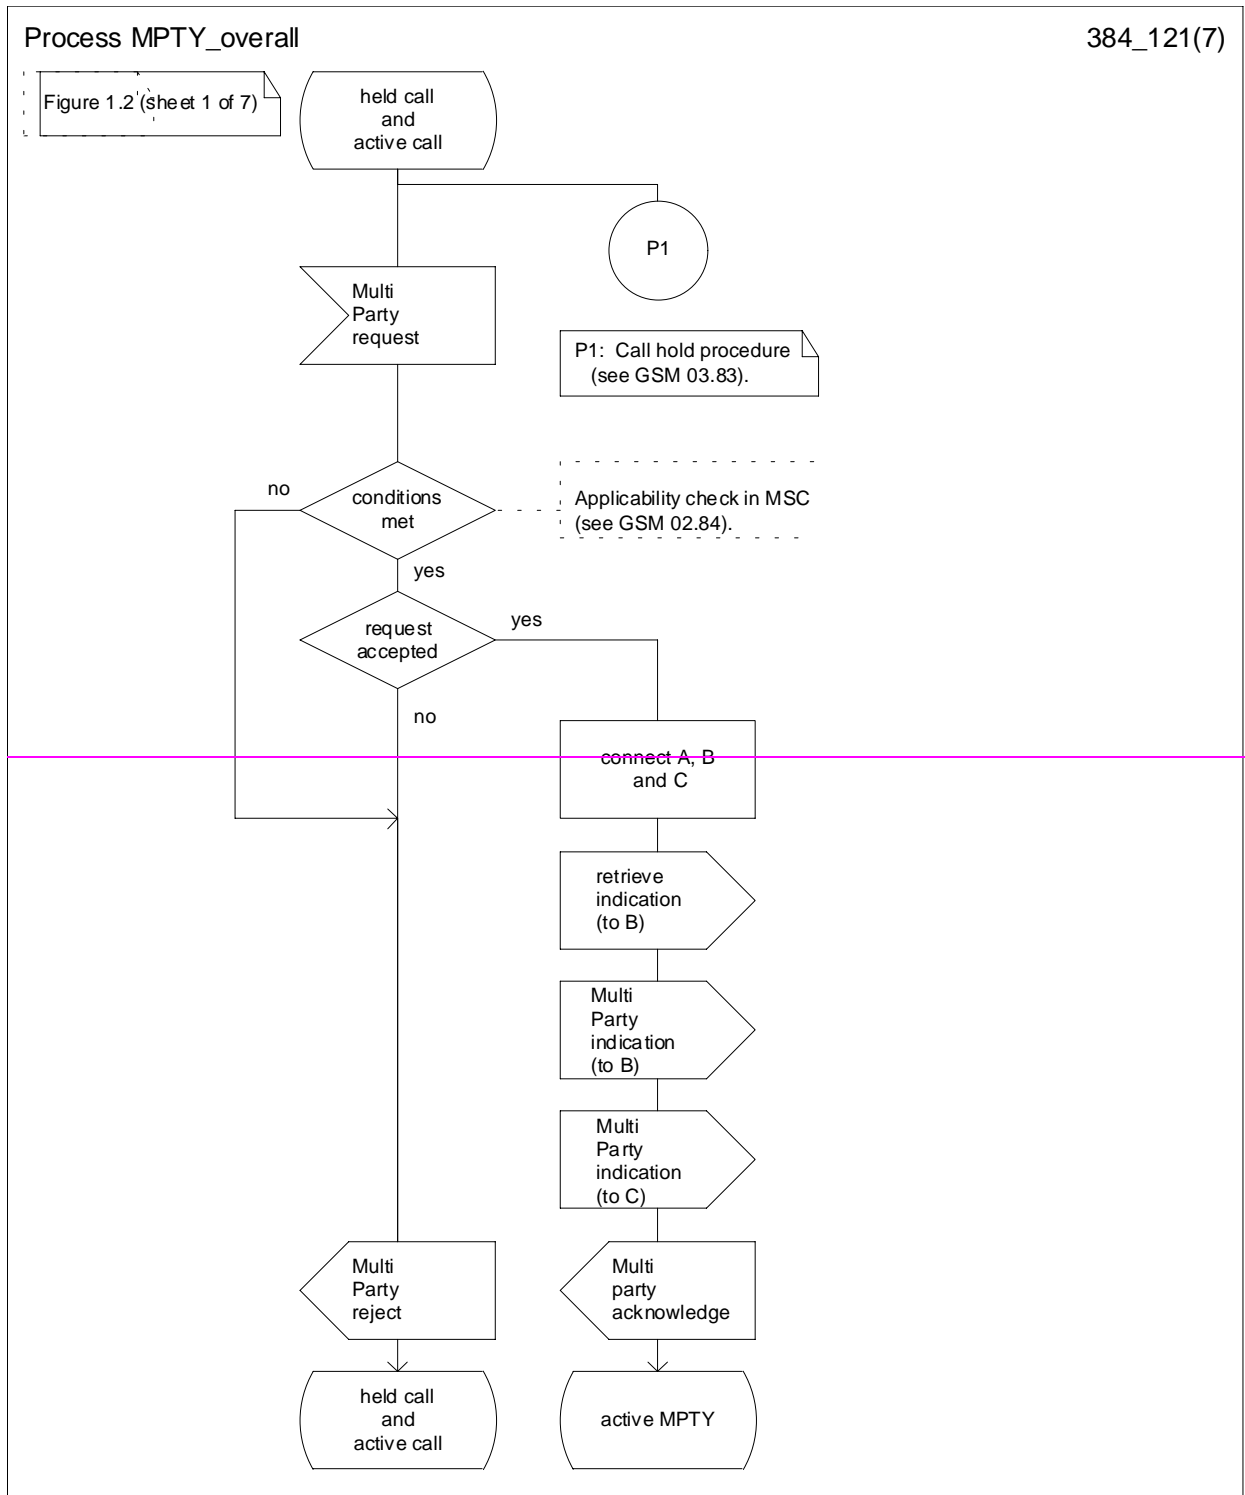 Process MPTY_overall
384_121(7)
Figure 1.2 (sheet 1 of 7)
held call
and
active call
P1
Multi
Party
request
P1: Call hold procedure
(see GSM 03.83).
no
conditions
met
Applicability check in MSC
(see GSM 02.84).
yes
request
accepted
yes
no
connect A, B
and C
retrieve
indication
(to B)
Multi
Party
indication
(to B)
Multi
Party
indication
(to C)
Multi
Party
reject
Multi
party
acknowledge
held call
and
active call
active MPTY